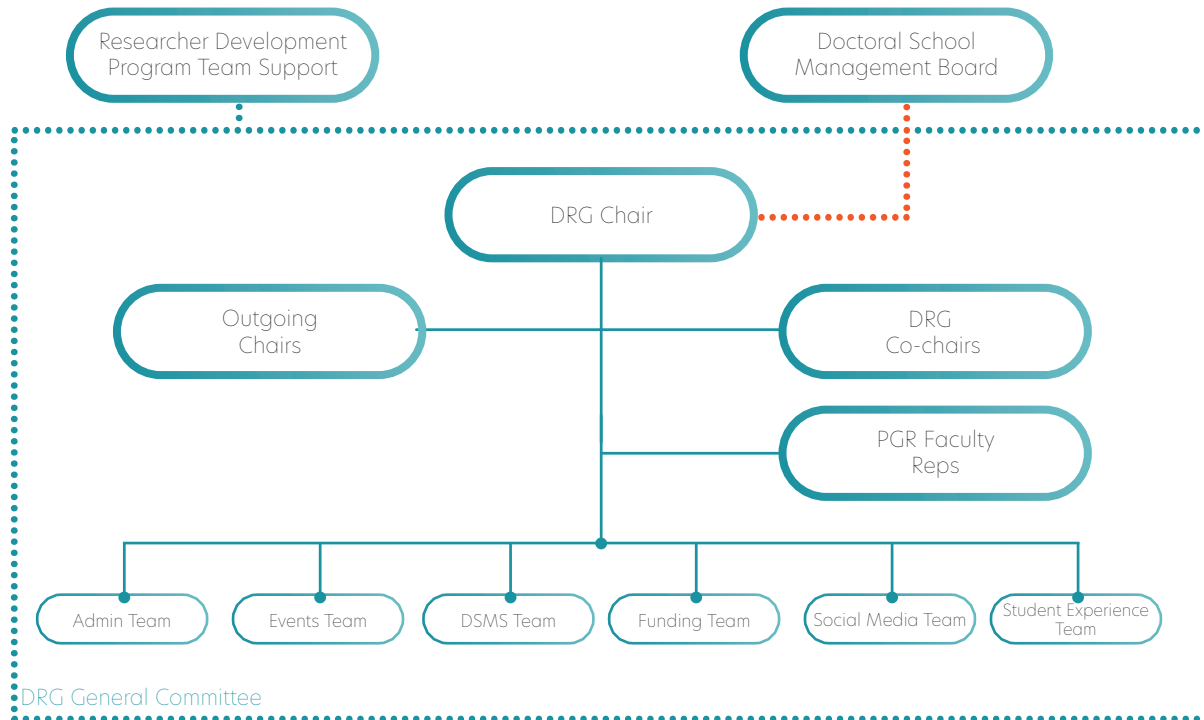 Researcher Development
Program Team Support
Doctoral School
Management Board
DRG Chair
Outgoing
Chairs
DRG
Co-chairs
PGR Faculty
Reps
Admin Team
Events Team
DSMS Team
Funding Team
Social Media Team
Student Experience
Team
DRG General Committee